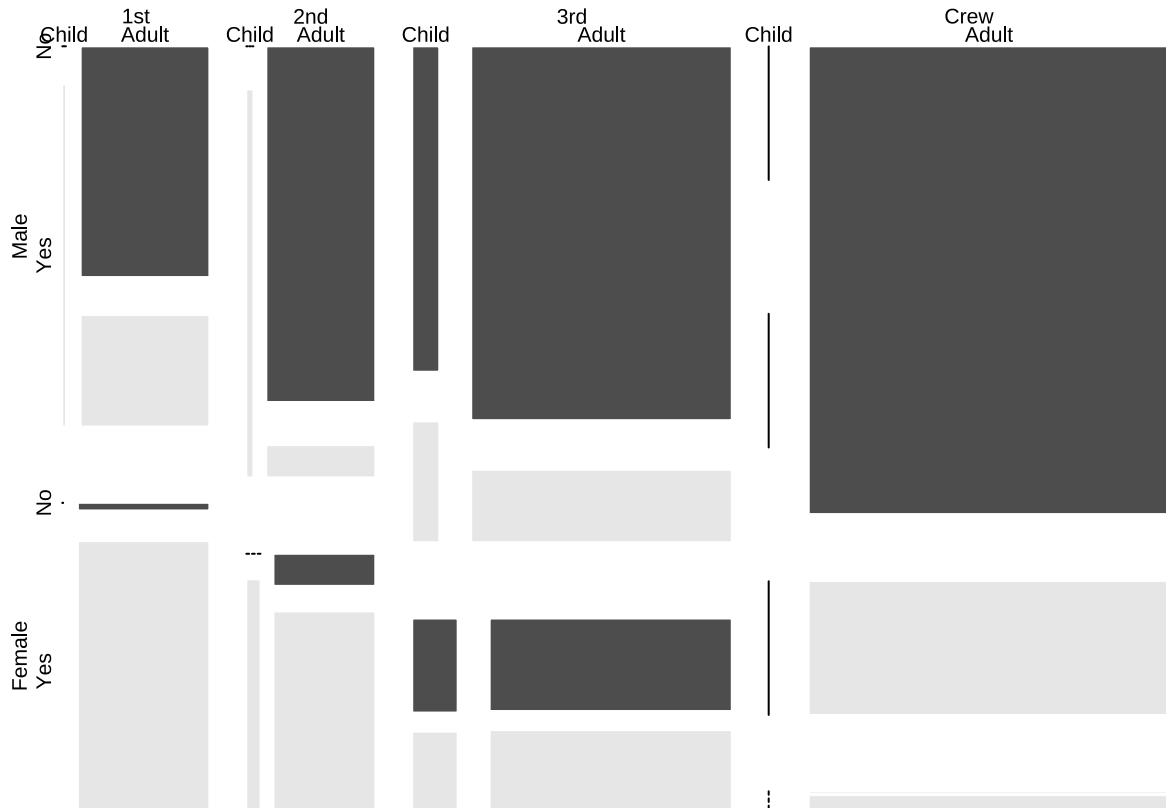 1st 2nd 3rd Crew
Child Adult Child Adult Child Adult Child Adult
No
Male
Yes
No
Female
Yes